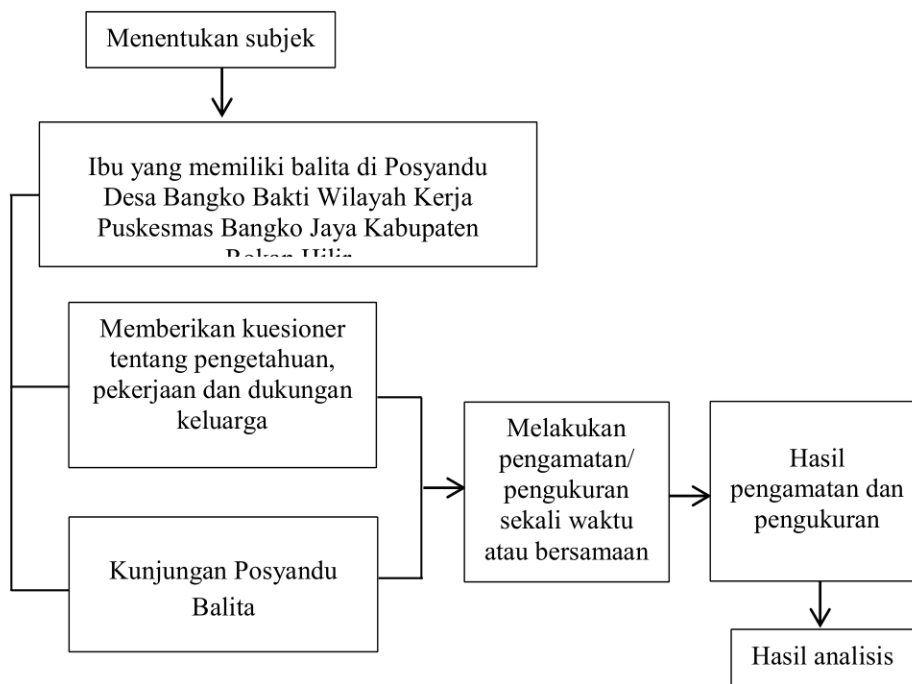 Menentukan subjek
Ibu yang memiliki balita di Posyandu
Desa Bangko Bakti Wilayah Kerja
Puskesmas Bangko Jaya Kabupaten
Rokan Hilir
Memberikan kuesioner
tentang pengetahuan,
pekerjaan dan dukungan
keluarga
Kunjungan Posyandu
Balita
Melakukan
pengamatan/
pengukuran
sekali waktu
atau bersamaan
Hasil
pengamatan dan
pengukuran
Hasil analisis